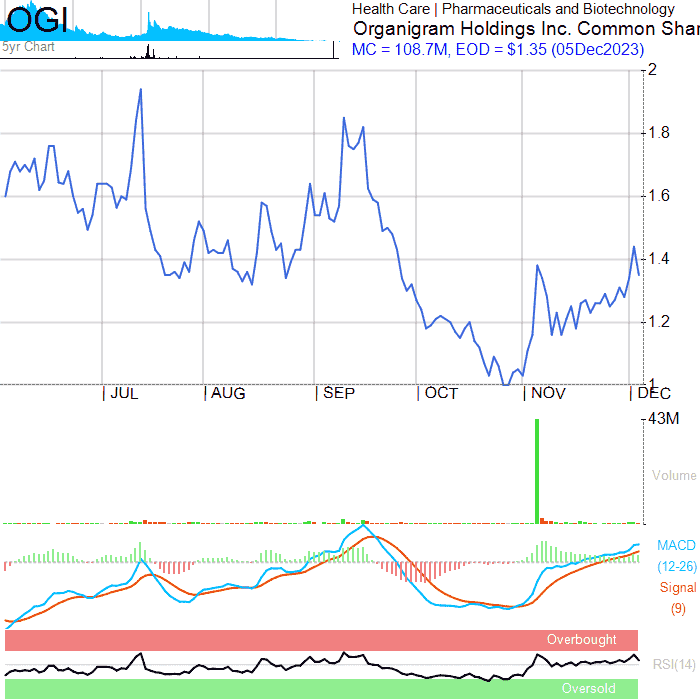 OGI
5yr Chart
Health Care | Pharmaceuticals and Biotechnology
Organigram Holdings Inc. Common Shar
MC = 108.7M, EOD = $1.35 (05Dec2023)
2
1.8
1.6
1.4
1.2
1
| JUL | AUG | SEP | OCT | NOV | DEC
43M
Volume
MACD
(12-26)
Signal
(9)
Overbought
RSI(14)
Oversold